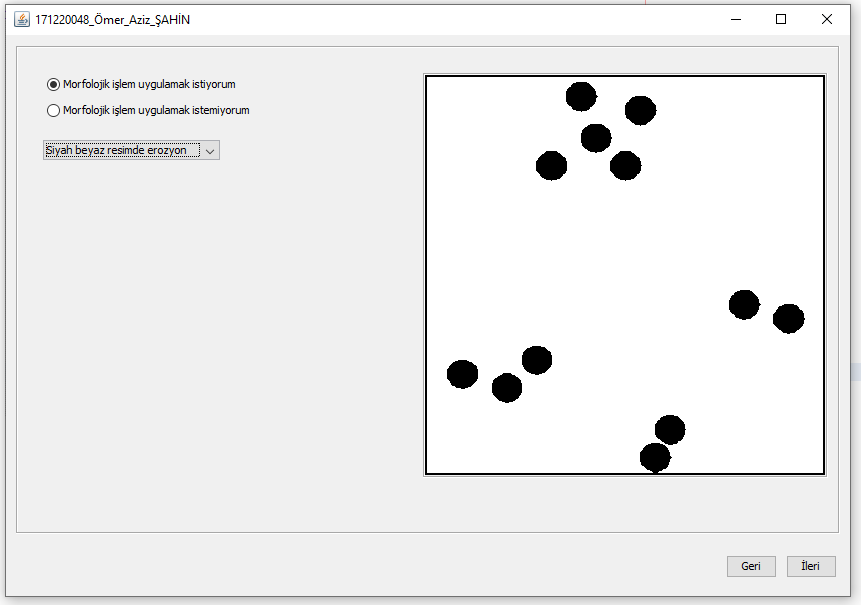 171220048_Ömer_Aziz_ŞAHİN
Morfolojik işlem uygulamak istiyorum
Morfolojik işlem uygulamak istemiyorum
Siyah beyaz resimde erozyon
Geri
İleri